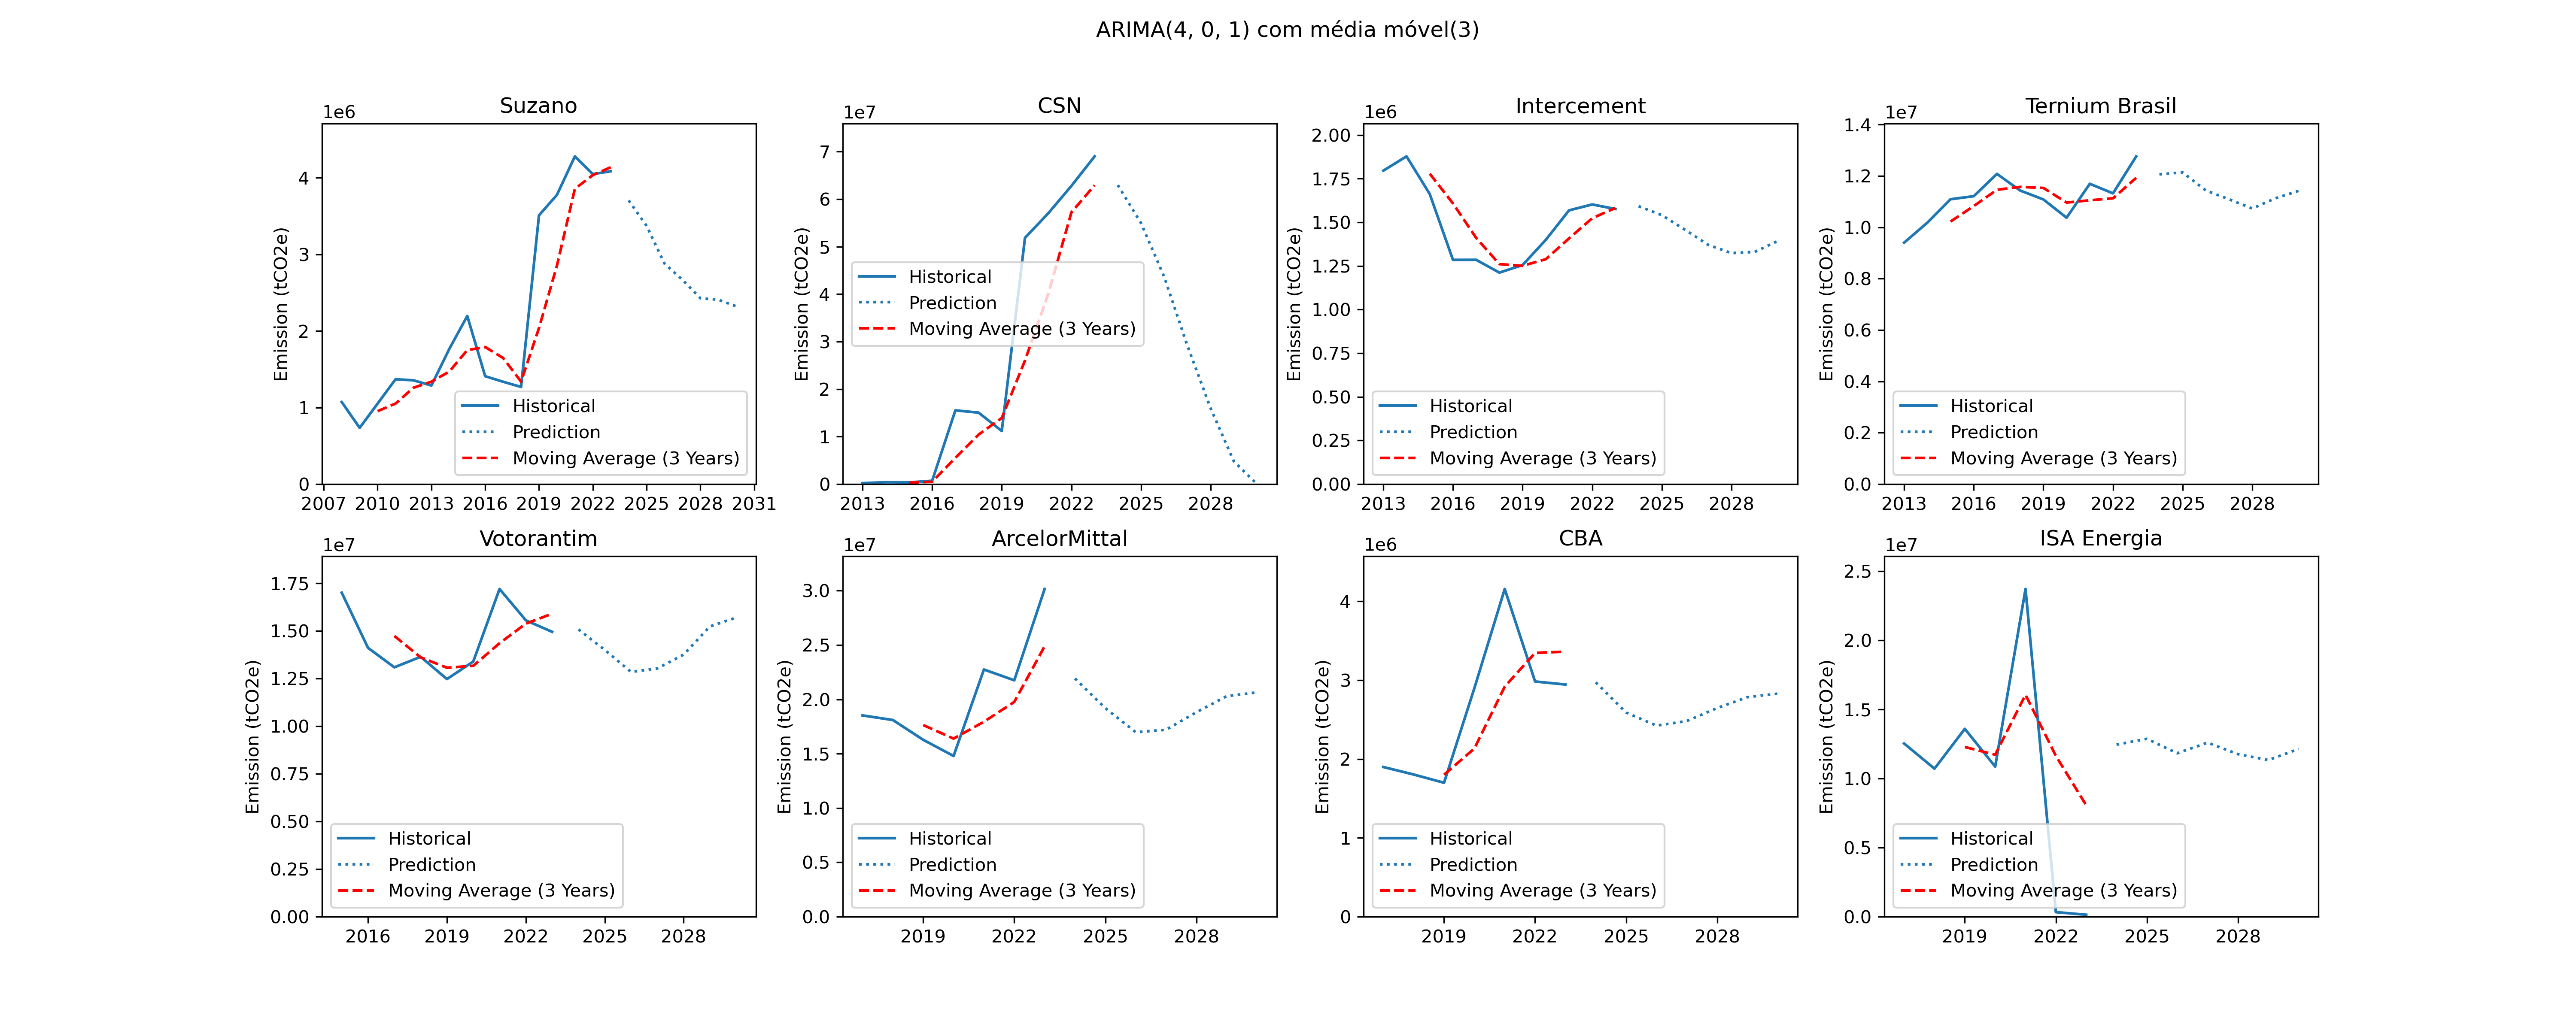 ARIMA(4, 0, 1) com média móvel(3)
Suzano
1e6
Emission (tCO2e)
4
3
2
1
0
2007 2010 2013 2016 2019 2022 2025 2028 2031
Historical
Prediction
Moving Average (3 Years)
CSN
1e7
Emission (tCO2e)
7
6
5
4
3
2
1
0
2013 2016 2019 2022 2025 2028
Historical
Prediction
Moving Average (3 Years)
Intercement
1e6
Emission (tCO2e)
2.00
1.75
1.50
1.25
1.00
0.75
0.50
0.25
0.00
2013 2016 2019 2022 2025 2028
Historical
Prediction
Moving Average (3 Years)
Ternium Brasil
1e7
Emission (tCO2e)
1.4
1.2
1.0
0.8
0.6
0.4
0.2
0.0
2013 2016 2019 2022 2025 2028
Historical
Prediction
Moving Average (3 Years)
Votorantim
1e7
Emission (tCO2e)
1.75
1.50
1.25
1.00
0.75
0.50
0.25
0.00
2016 2019 2022 2025 2028
Historical
Prediction
Moving Average (3 Years)
ArcelorMittal
1e7
Emission (tCO2e)
3.0
2.5
2.0
1.5
1.0
0.5
0.0
2019 2022 2025 2028
Historical
Prediction
Moving Average (3 Years)
CBA
1e6
Emission (tCO2e)
4
3
2
1
0
2019 2022 2025 2028
Historical
Prediction
Moving Average (3 Years)
ISA Energia
1e7
Emission (tCO2e)
2.5
2.0
1.5
1.0
0.5
0.0
2019 2022 2025 2028
Historical
Prediction
Moving Average (3 Years)